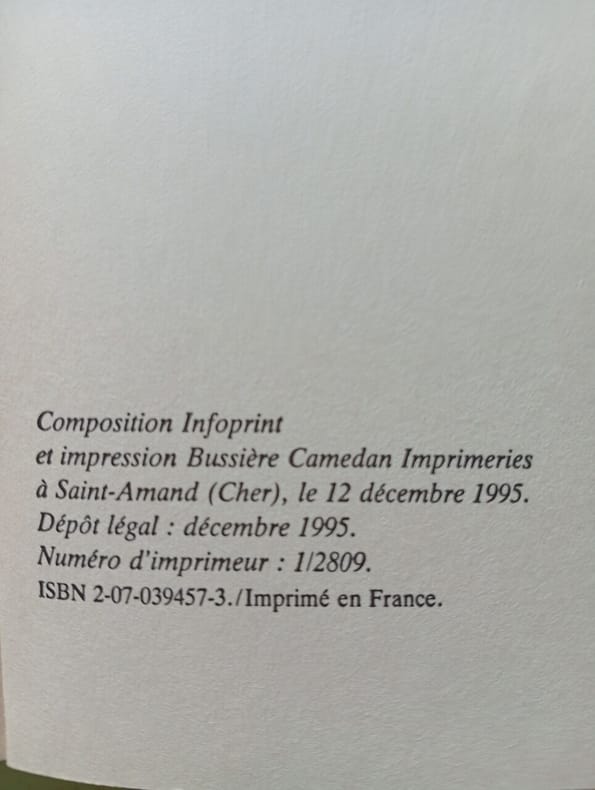 Composition Infoprint
et impression Bussière Camedan Imprimeries
à Saint-Amand (Cher), le 12 décembre 1995.
Dépôt légal : décembre 1995.
Numéro d'imprimeur : 1/2809.
ISBN 2-07-039457-3./Imprimé en France.